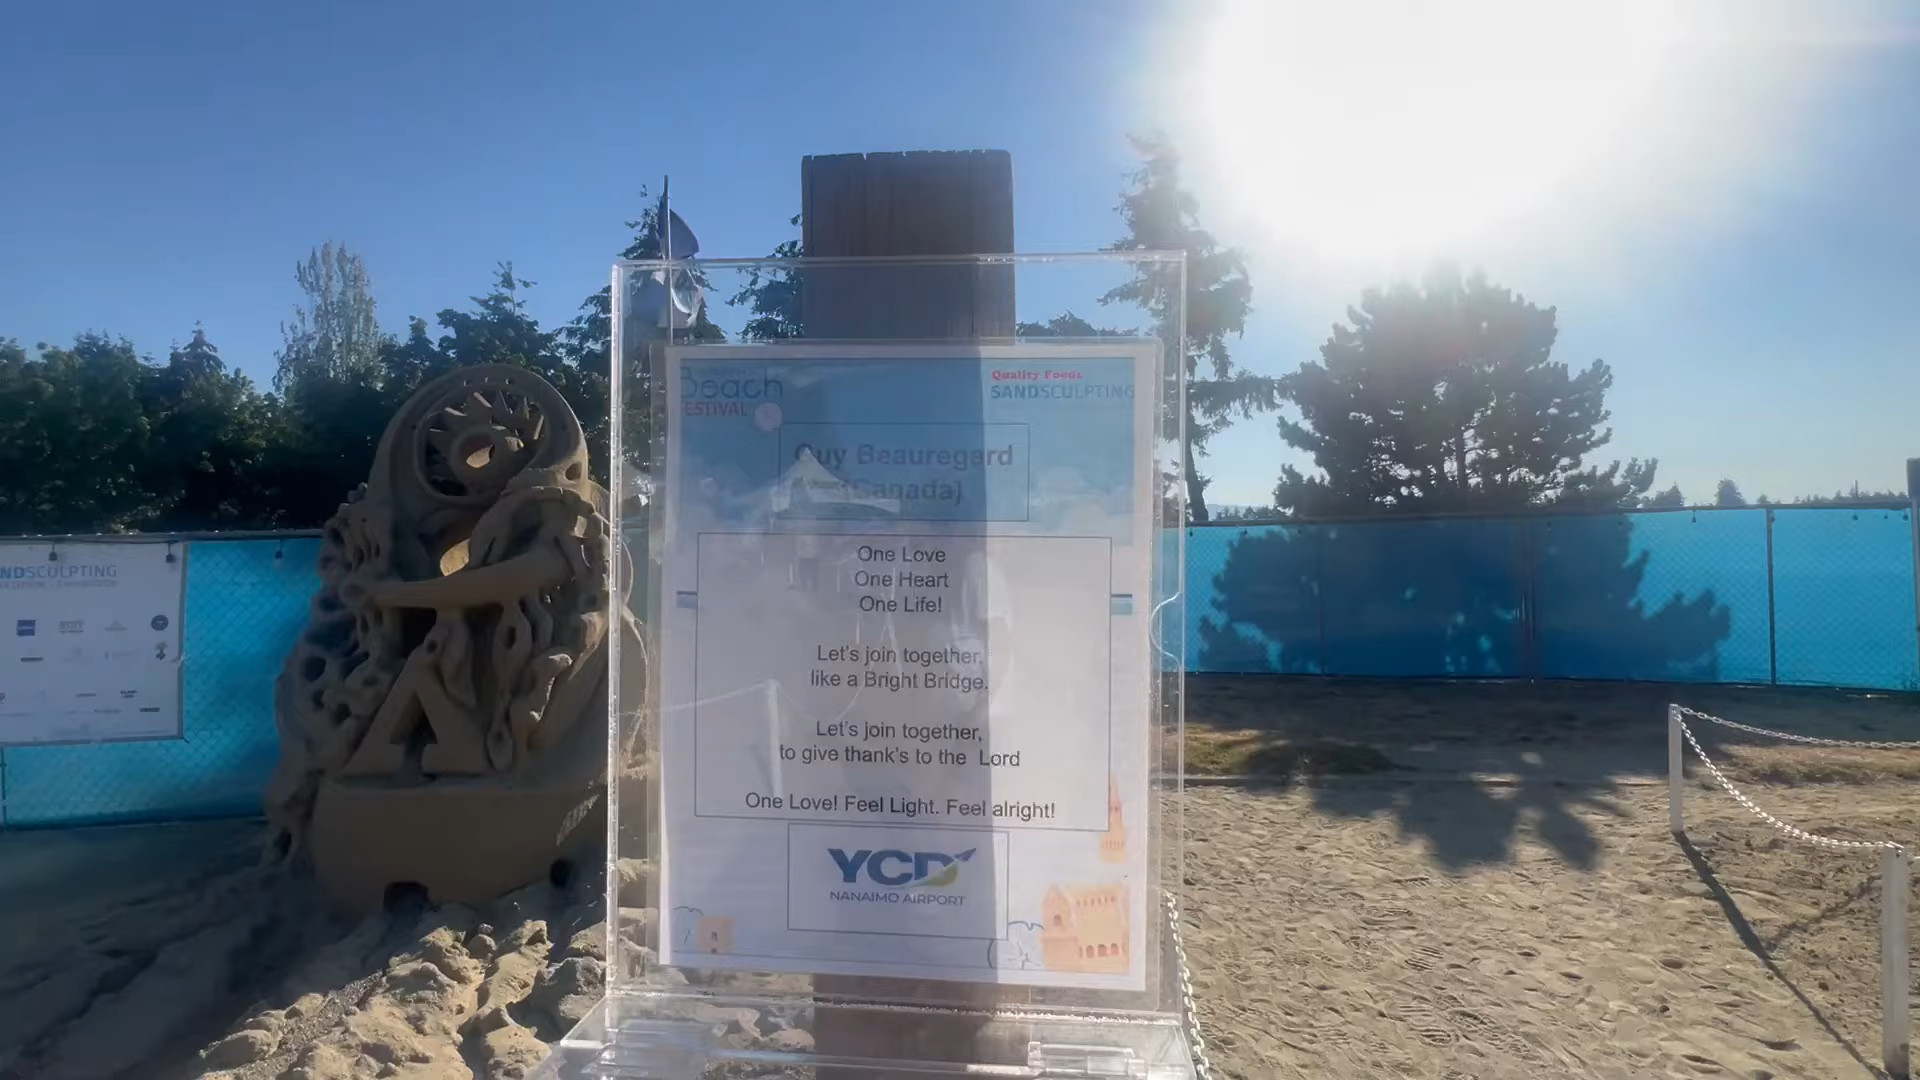 Beach
FESTIVAL
Quality Foods
SANDSCULPTING
Guy Beauregard
(Canada)
One Love
One Heart
One Life!
Let's join together,
like a Bright Bridge.
Let's join together,
to give thank's to the Lord
One Love! Feel Light. Feel alright!
YCD
NANAIMO AIRPORT
NDSCULPTING